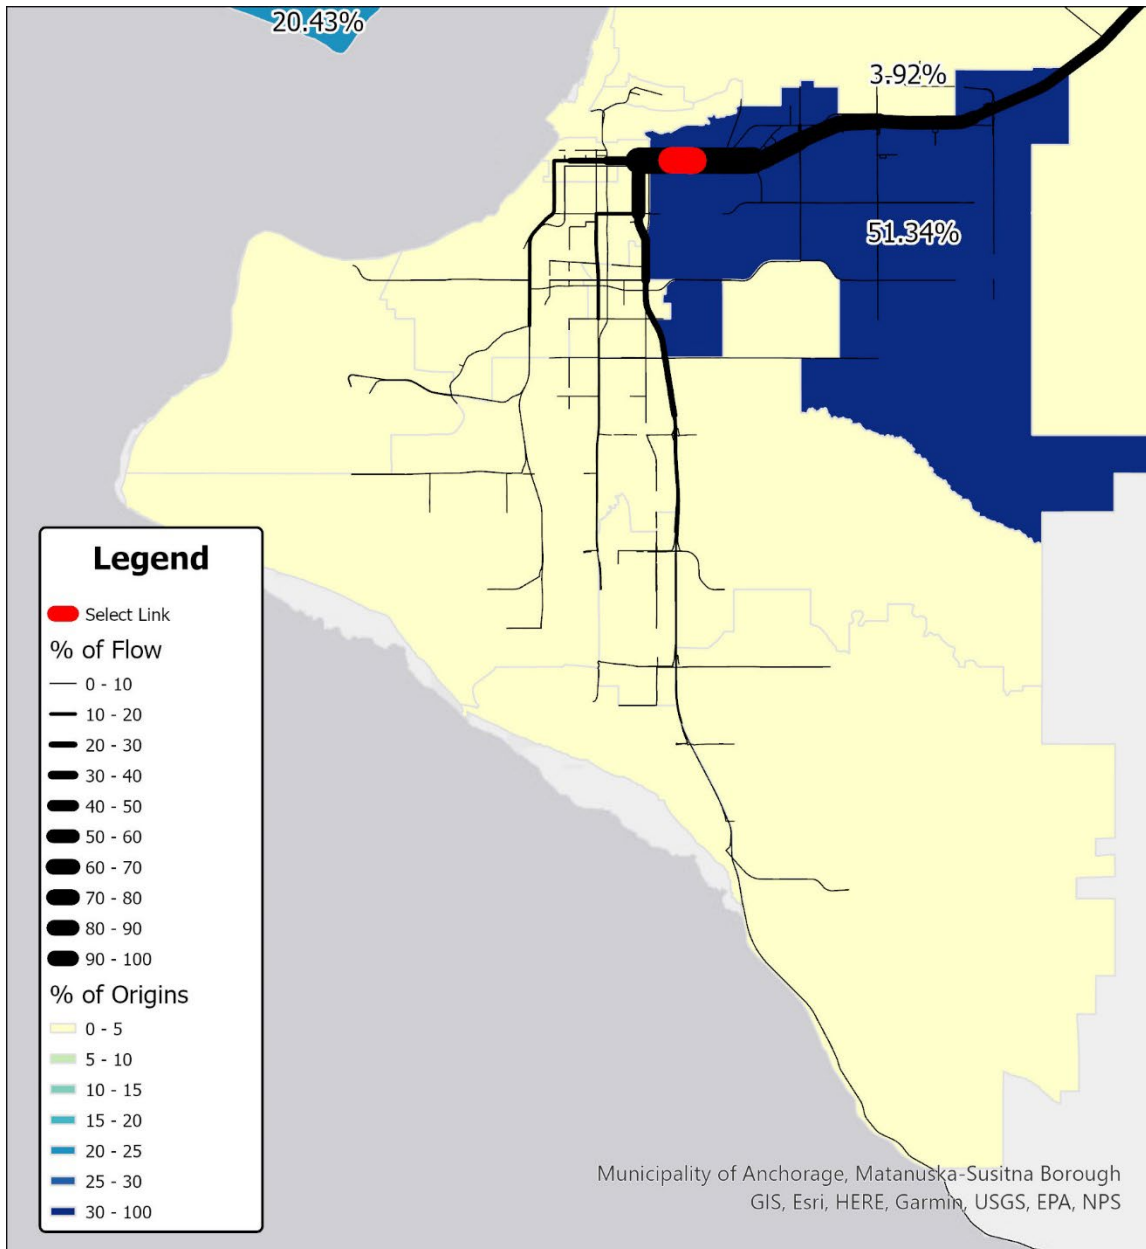 20.43%
3.92%
51.34%
Legend
Select Link
% of Flow
0 - 10
10 - 20
20 - 30
30 - 40
40 - 50
50 - 60
60 - 70
70 - 80
80 - 90
90 - 100
% of Origins
0 - 5
5 - 10
10 - 15
15 - 20
20 - 25
25 - 30
30 - 100
Municipality of Anchorage, Matanuska-Susitna Borough
GIS, Esri, HERE, Garmin, USGS, EPA, NPS